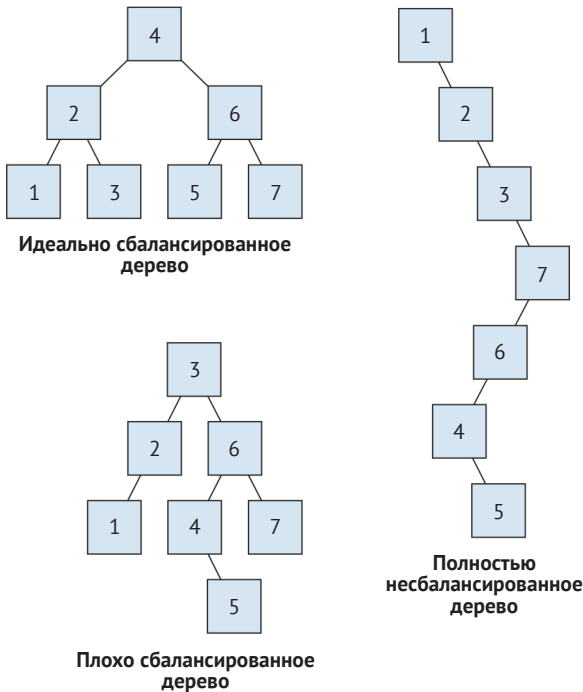 4
2 6
1 3 5 7
Идеально сбалансированное
дерево
3
2 6
1 4 7
5
Плохо сбалансированное
дерево
1
2
3
7
6
4
5
Полностью
несбалансированное
дерево